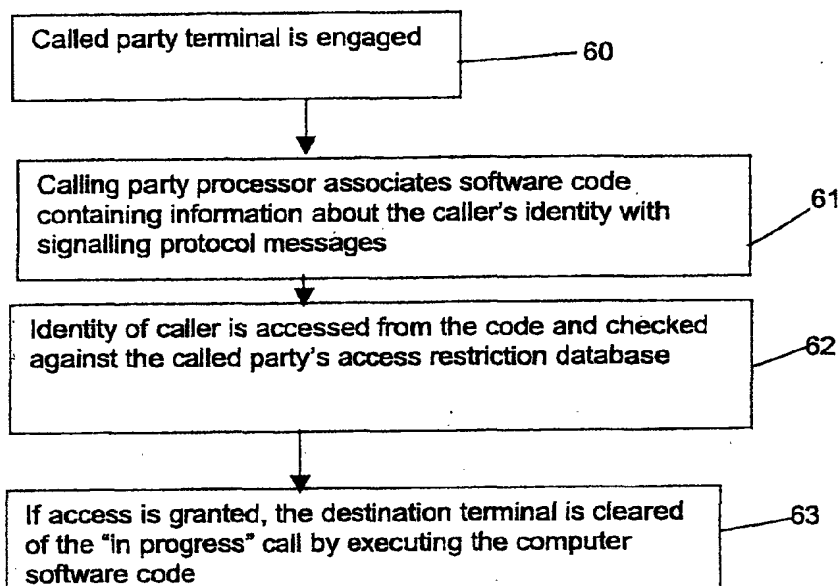 Called party terminal is engaged
60
Calling party processor associates software code
containing information about the caller's identity with
signalling protocol messages
61
Identity of caller is accessed from the code and checked
against the called party's access restriction database
62
If access is granted, the destination terminal is cleared
of the "in progress" call by executing the computer
software code
63